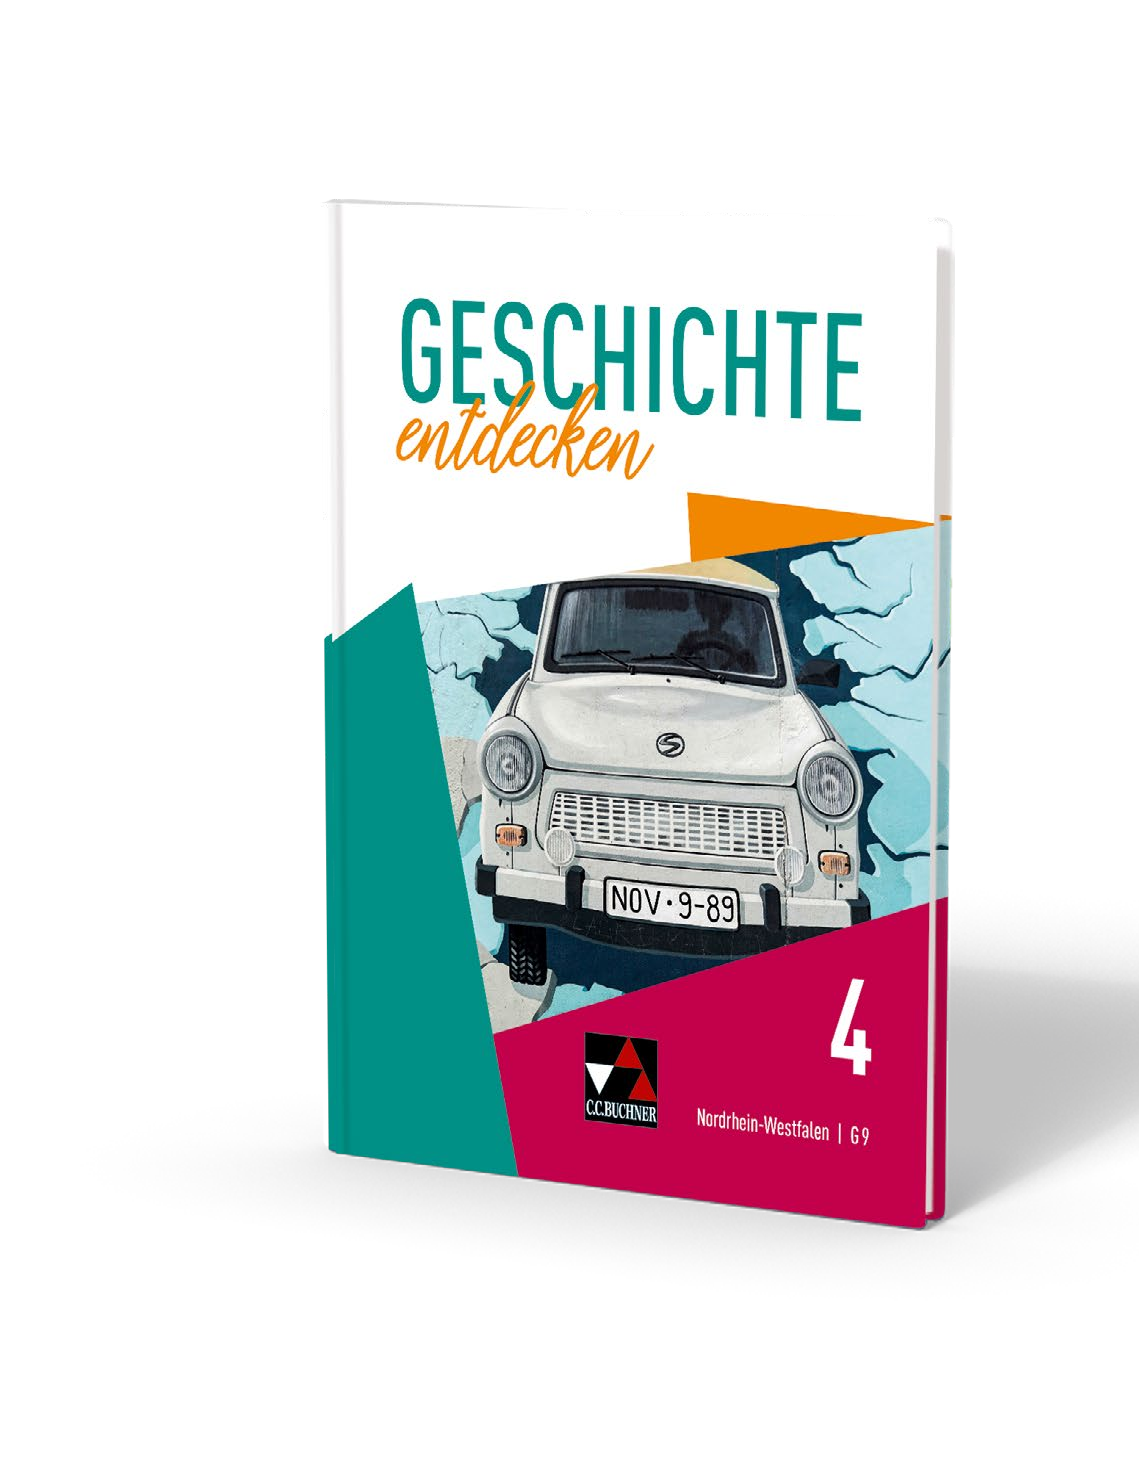 GESCHICHTE
entdecken
NOV·9-89
4
C.C.BUCHNER
Nordrhein-Westfalen | G9